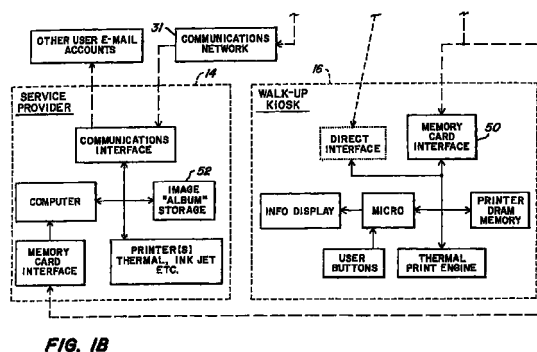 OTHER USER E-MAIL
ACCOUNTS
31
COMMUNICATIONS
NETWORK
14
SERVICE
PROVIDER
COMMUNICATIONS
INTERFACE
52
COMPUTER
IMAGE
"ALBUM"
STORAGE
MEMORY
CARD
INTERFACE
PRINTER[S]
THERMAL, INK JET
ETC.
16
WALK-UP
KIOSK
DIRECT
INTERFACE
MEMORY
CARD
INTERFACE
50
INFO DISPLAY
MICRO
PRINTER
DRAM
MEMORY
USER
BUTTONS
THERMAL
PRINT ENGINE
FIG. 1B